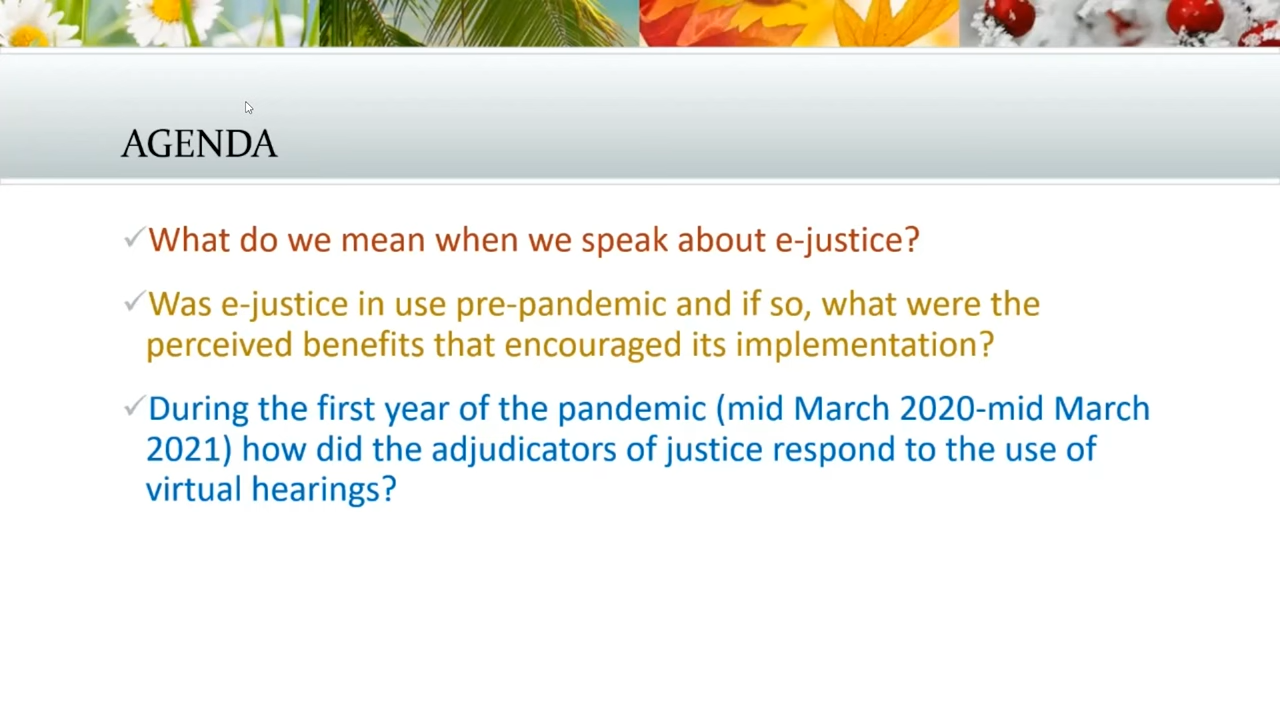 AGENDA
What do we mean when we speak about e-justice?
Was e-justice in use pre-pandemic and if so, what were the
perceived benefits that encouraged its implementation?
During the first year of the pandemic (mid March 2020-mid March
2021) how did the adjudicators of justice respond to the use of
virtual hearings?